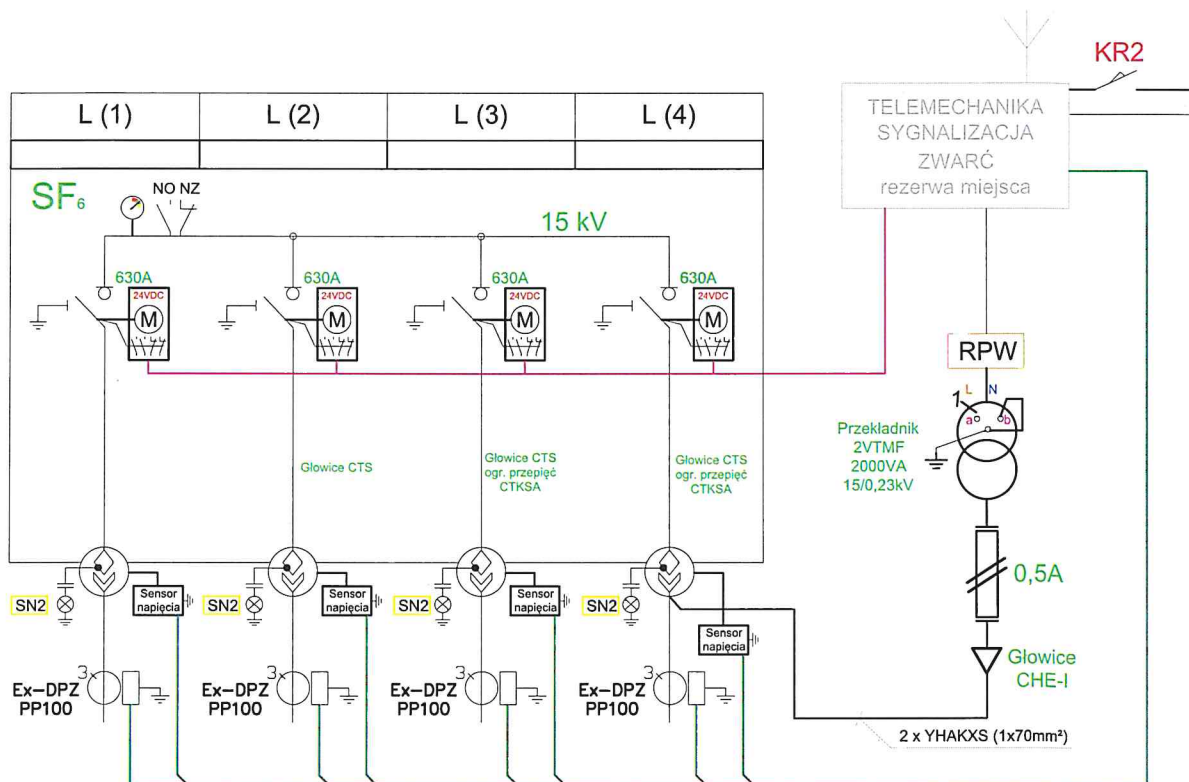 KR2
L (1) L (2) L (3) L (4)
TELEMECHANIKA
SYGNALIZACJA
ZWARĆ
rezerwa miejsca
SF₆
NO NZ
15 kV
630A 630A 630A 630A
24VDC 24VDC 24VDC 24VDC
M M M M
RPW
L N
1
a b
Przekładnik
2VTMF
2000VA
15/0,23kV
Głowice CTS
Głowice CTS
ogr. przepięć
CTKSA
Głowice CTS
ogr. przepięć
CTKSA
0,5A
SN2 SN2 SN2 SN2
Sensor
napięcia
Sensor
napięcia
Sensor
napięcia
Sensor
napięcia
Głowice
CHE-I
3 3 3 3
Ex-DPZ
PP100
Ex-DPZ
PP100
Ex-DPZ
PP100
Ex-DPZ
PP100
2 x YHAKXS (1x70mm²)